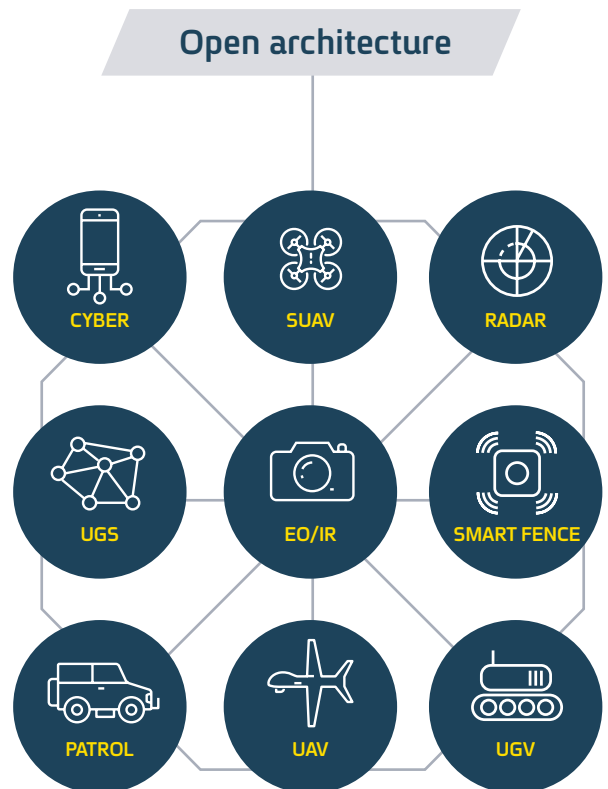 Open architecture
CYBER
SUAV
RADAR
UGS
EO/IR
SMART FENCE
PATROL
UAV
UGV